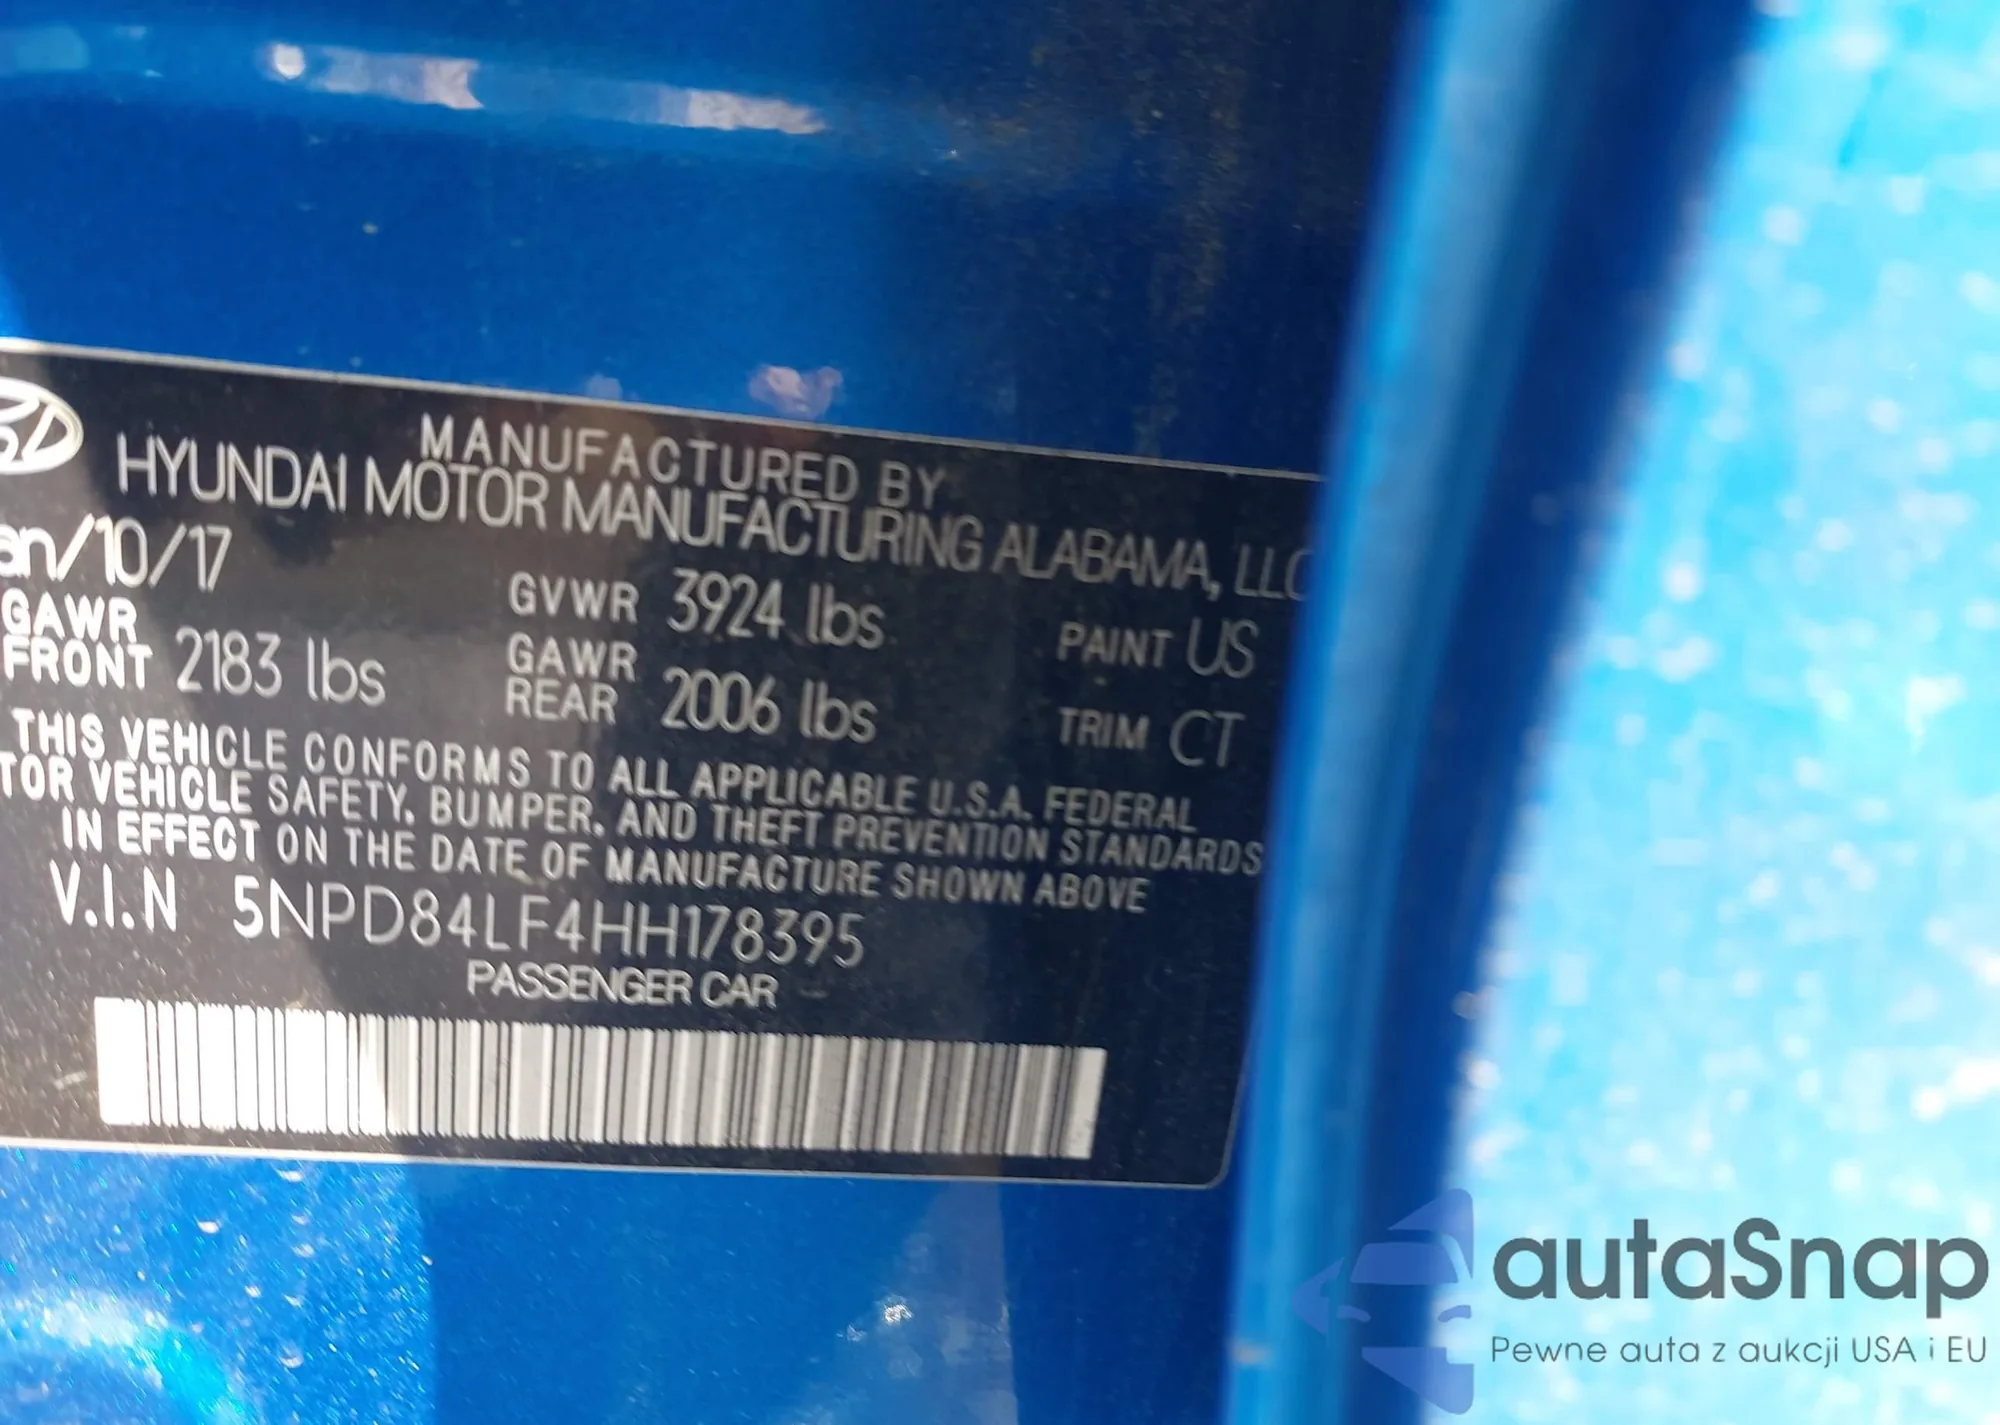 MANUFACTURED BY
HYUNDAI MOTOR MANUFACTURING ALABAMA, LLC
an/10/17
GAWR FRONT 2183 lbs
GVWR 3924 lbs
GAWR REAR 2006 lbs
PAINT US
TRIM CT
THIS VEHICLE CONFORMS TO ALL APPLICABLE U.S.A. FEDERAL
TOR VEHICLE SAFETY, BUMPER, AND THEFT PREVENTION STANDARDS
IN EFFECT ON THE DATE OF MANUFACTURE SHOWN ABOVE
V.I.N 5NPD84LF4HH178395
PASSENGER CAR
autaSnap
Pewne auta z aukcji USA i EU